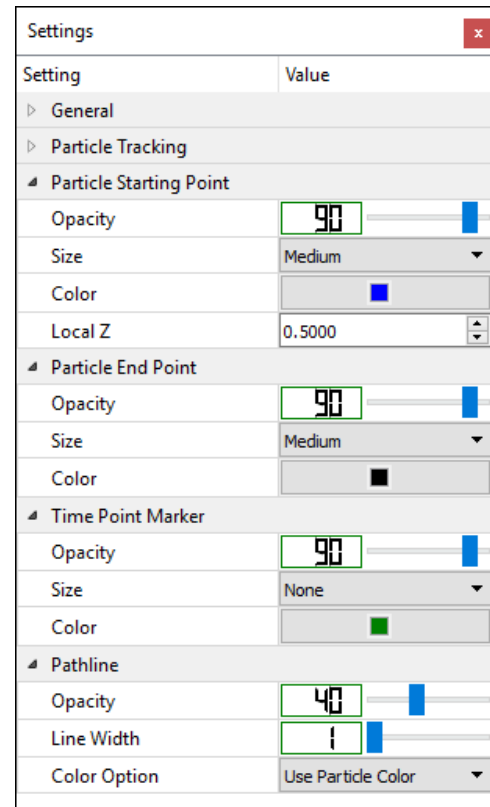 Settings
x
Setting Value
General
Particle Tracking
Particle Starting Point
Opacity 90
Size Medium
Color
Local Z 0.5000
Particle End Point
Opacity 90
Size Medium
Color
Time Point Marker
Opacity 90
Size None
Color
Pathline
Opacity 40
Line Width 1
Color Option Use Particle Color